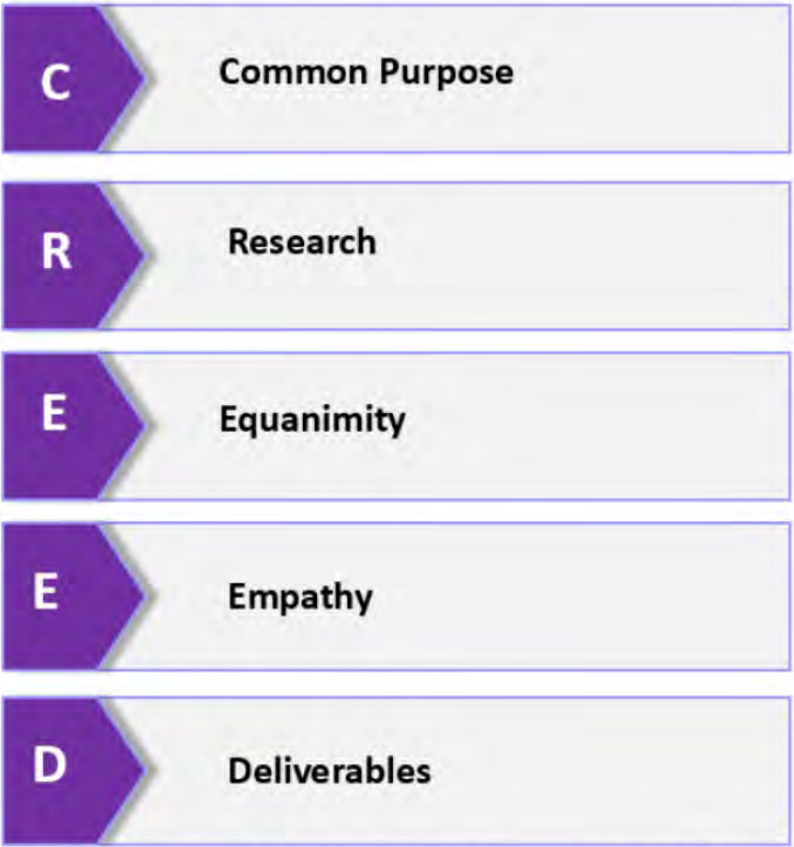 C Common Purpose
R Research
E Equanimity
E Empathy
D Deliverables